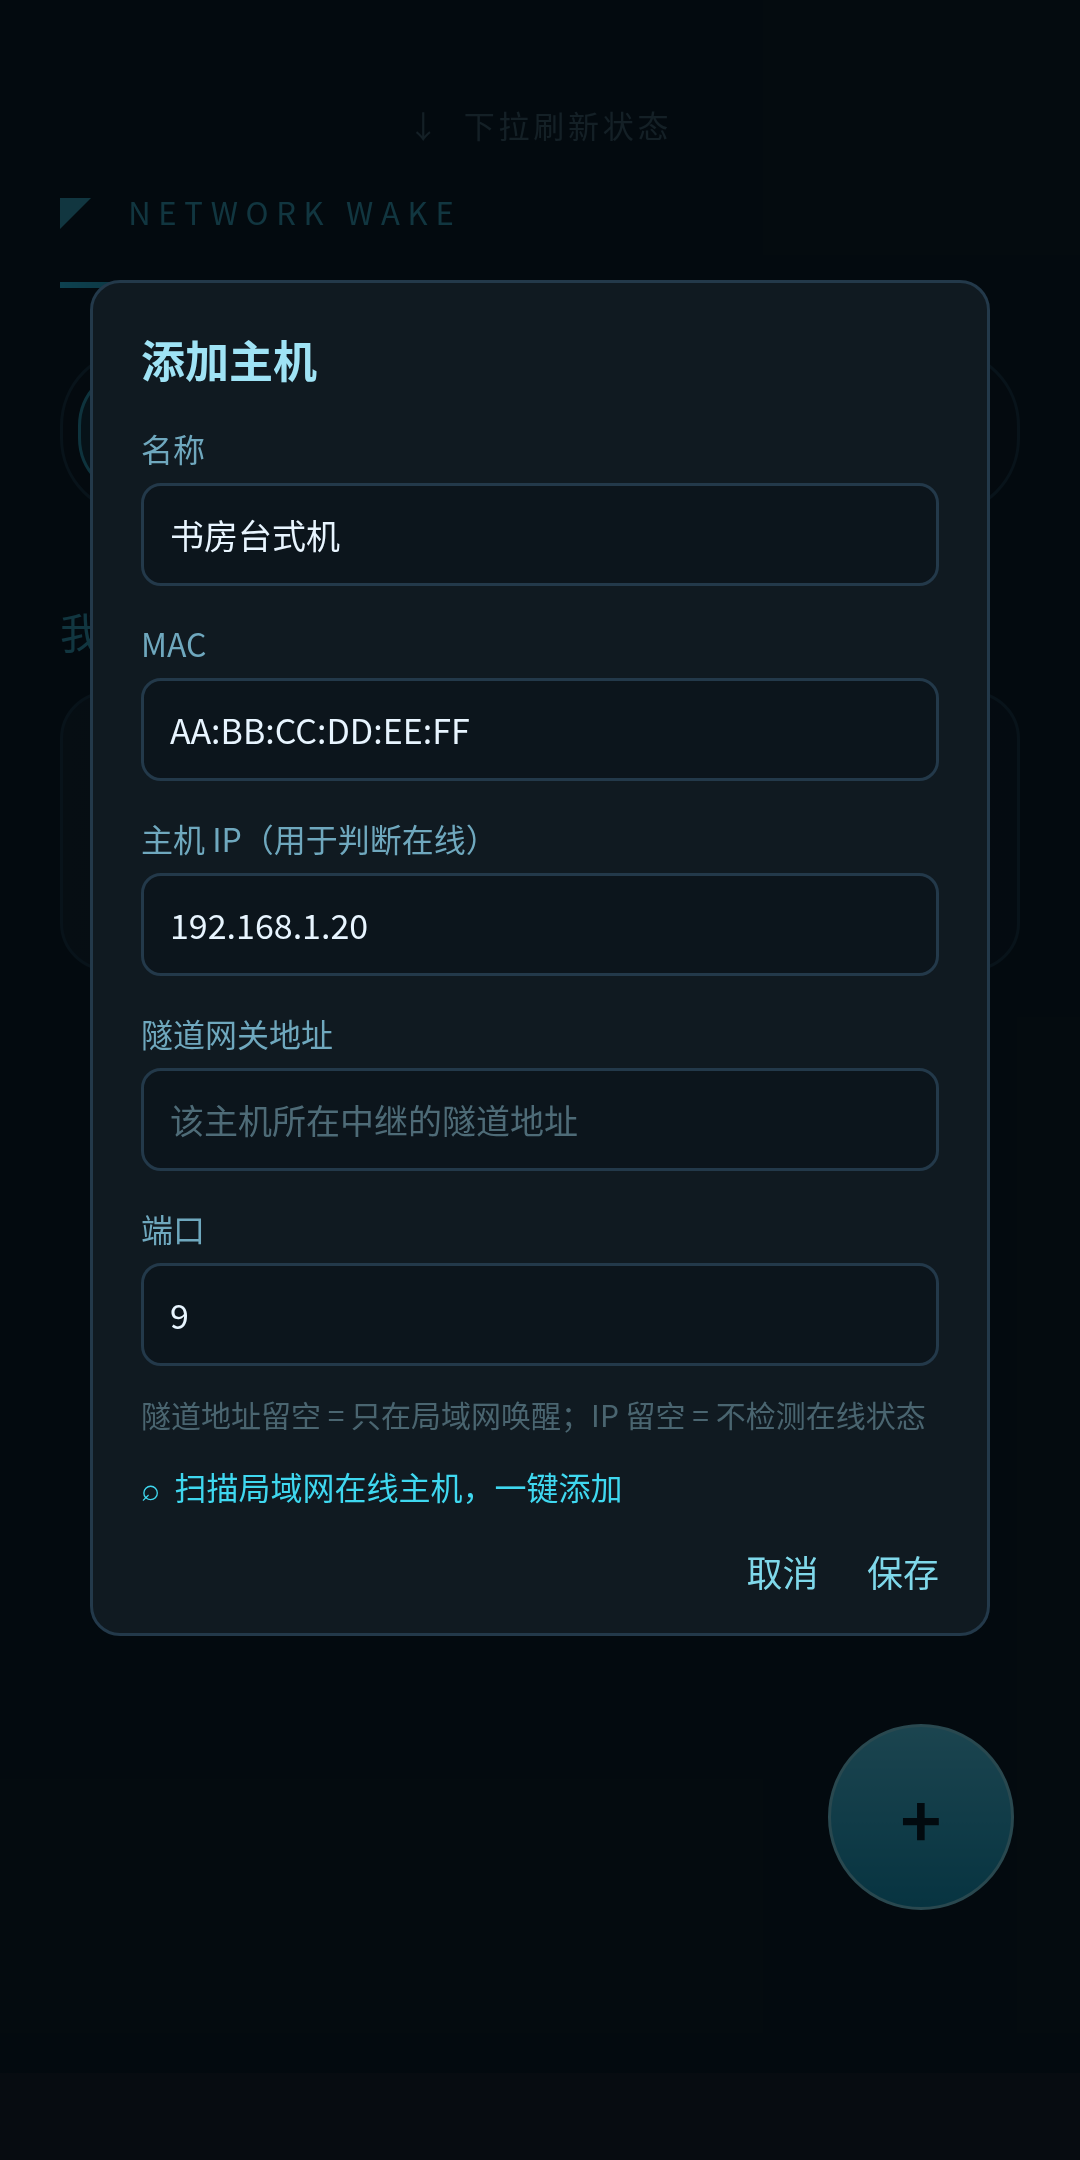 ↓ 下拉刷新状态
NETWORK WAKE
我
添加主机
名称
书房台式机
MAC
AA:BB:CC:DD:EE:FF
主机 IP（用于判断在线）
192.168.1.20
隧道网关地址
该主机所在中继的隧道地址
端口
9
隧道地址留空 = 只在局域网唤醒；IP 留空 = 不检测在线状态
⌕ 扫描局域网在线主机，一键添加
取消 保存
+